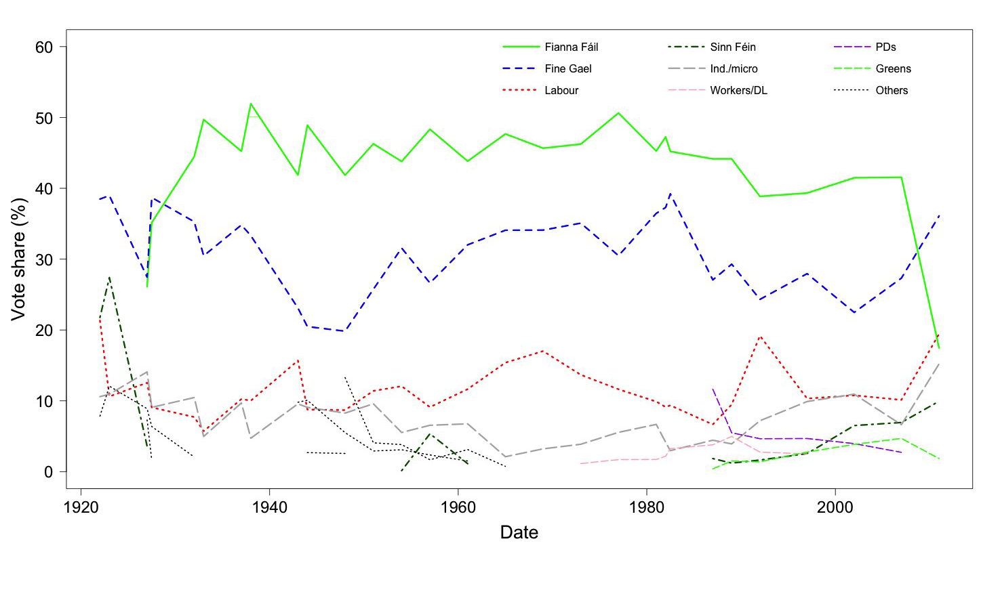 60
50
40
30
20
10
0
Vote share (%)
Fianna Fáil
Fine Gael
Labour
Sinn Féin
Ind./micro
Workers/DL
PDs
Greens
Others
1920 1940 1960 1980 2000
Date